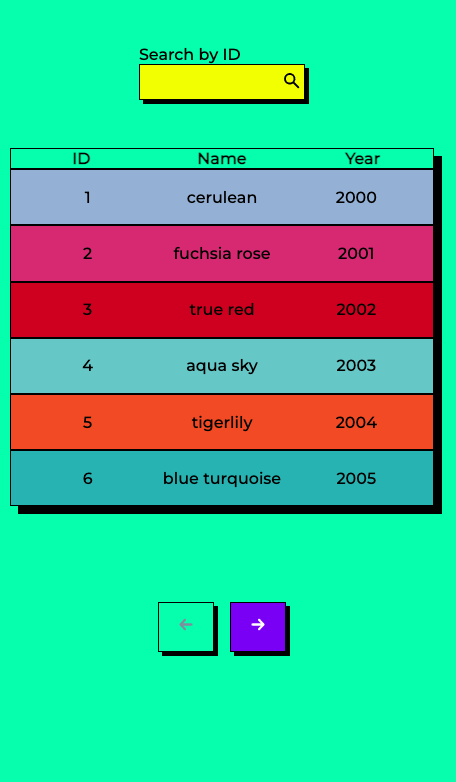 Search by ID
ID Name Year
1 cerulean 2000
2 fuchsia rose 2001
3 true red 2002
4 aqua sky 2003
5 tigerlily 2004
6 blue turquoise 2005